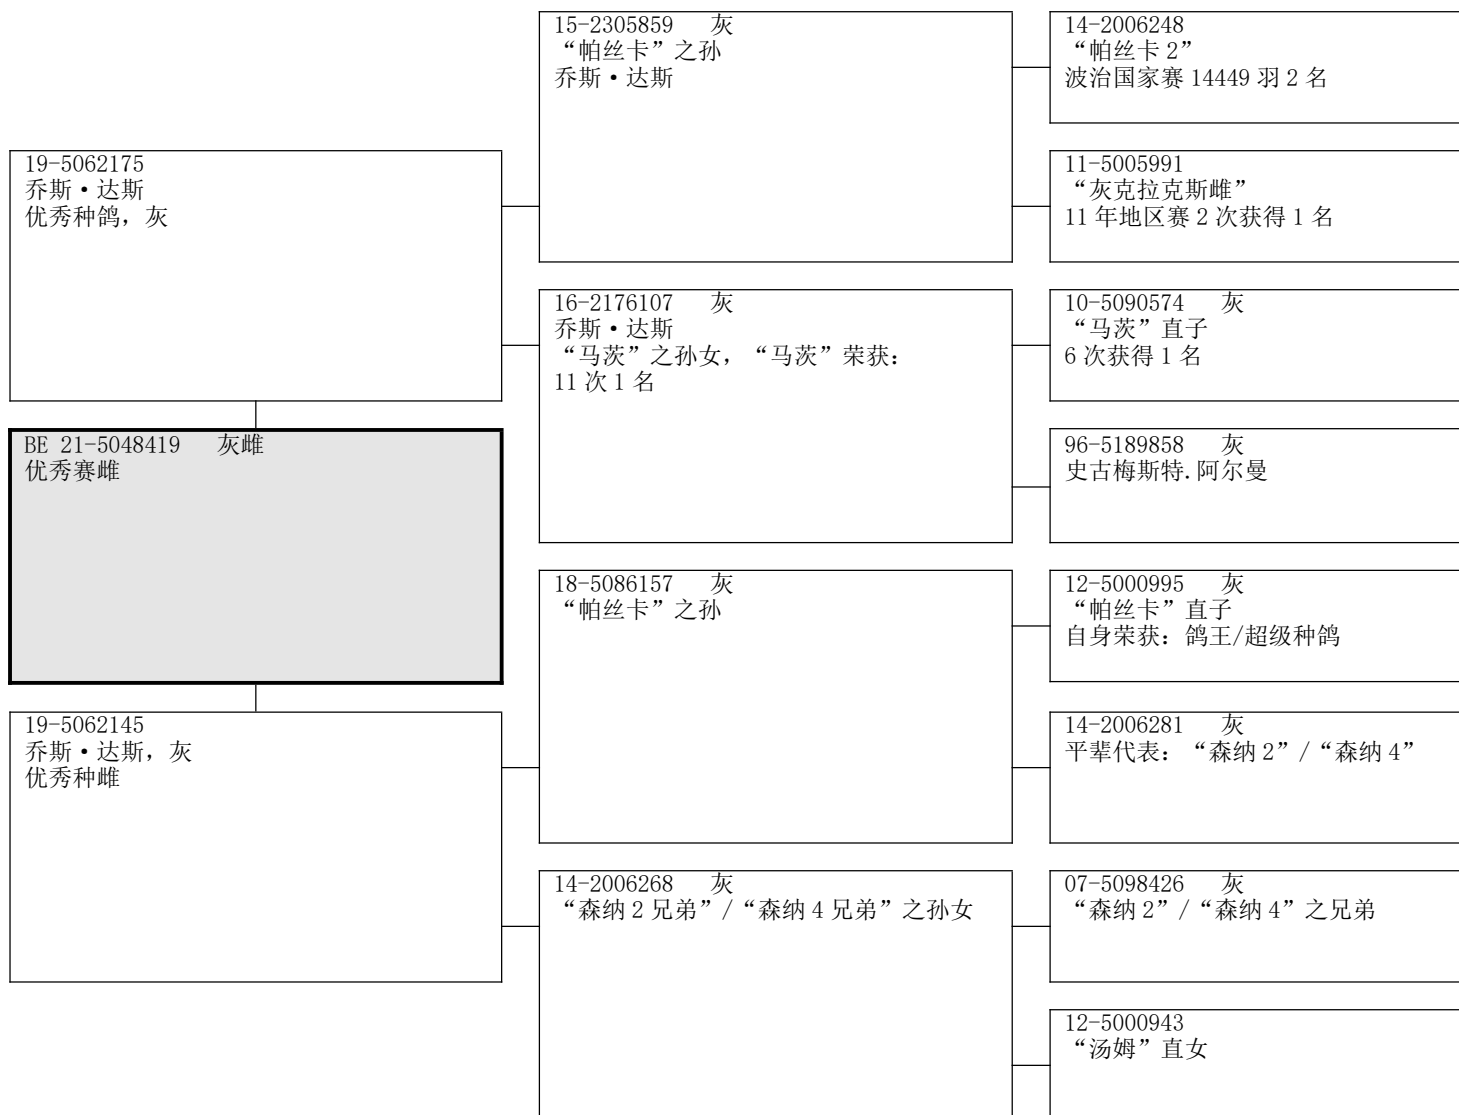 19-5062175
乔斯·达斯
优秀种鸽，灰
BE 21-5048419 灰雌
优秀赛雌
19-5062145
乔斯·达斯，灰
优秀种雌
15-2305859 灰
“帕丝卡”之孙
乔斯·达斯
16-2176107 灰
乔斯·达斯
“马茨”之孙女，“马茨”荣获：
11 次 1 名
18-5086157 灰
“帕丝卡”之孙
14-2006268 灰
“森纳 2 兄弟”/“森纳 4 兄弟”之孙女
14-2006248
“帕丝卡 2”
波治国家赛 14449 羽 2 名
11-5005991
“灰克拉克斯雌”
11 年地区赛 2 次获得 1 名
10-5090574 灰
“马茨”直子
6 次获得 1 名
96-5189858 灰
史古梅斯特.阿尔曼
12-5000995 灰
“帕丝卡”直子
自身荣获：鸽王/超级种鸽
14-2006281 灰
平辈代表：“森纳 2”/“森纳 4”
07-5098426 灰
“森纳 2”/“森纳 4”之兄弟
12-5000943
“汤姆”直女